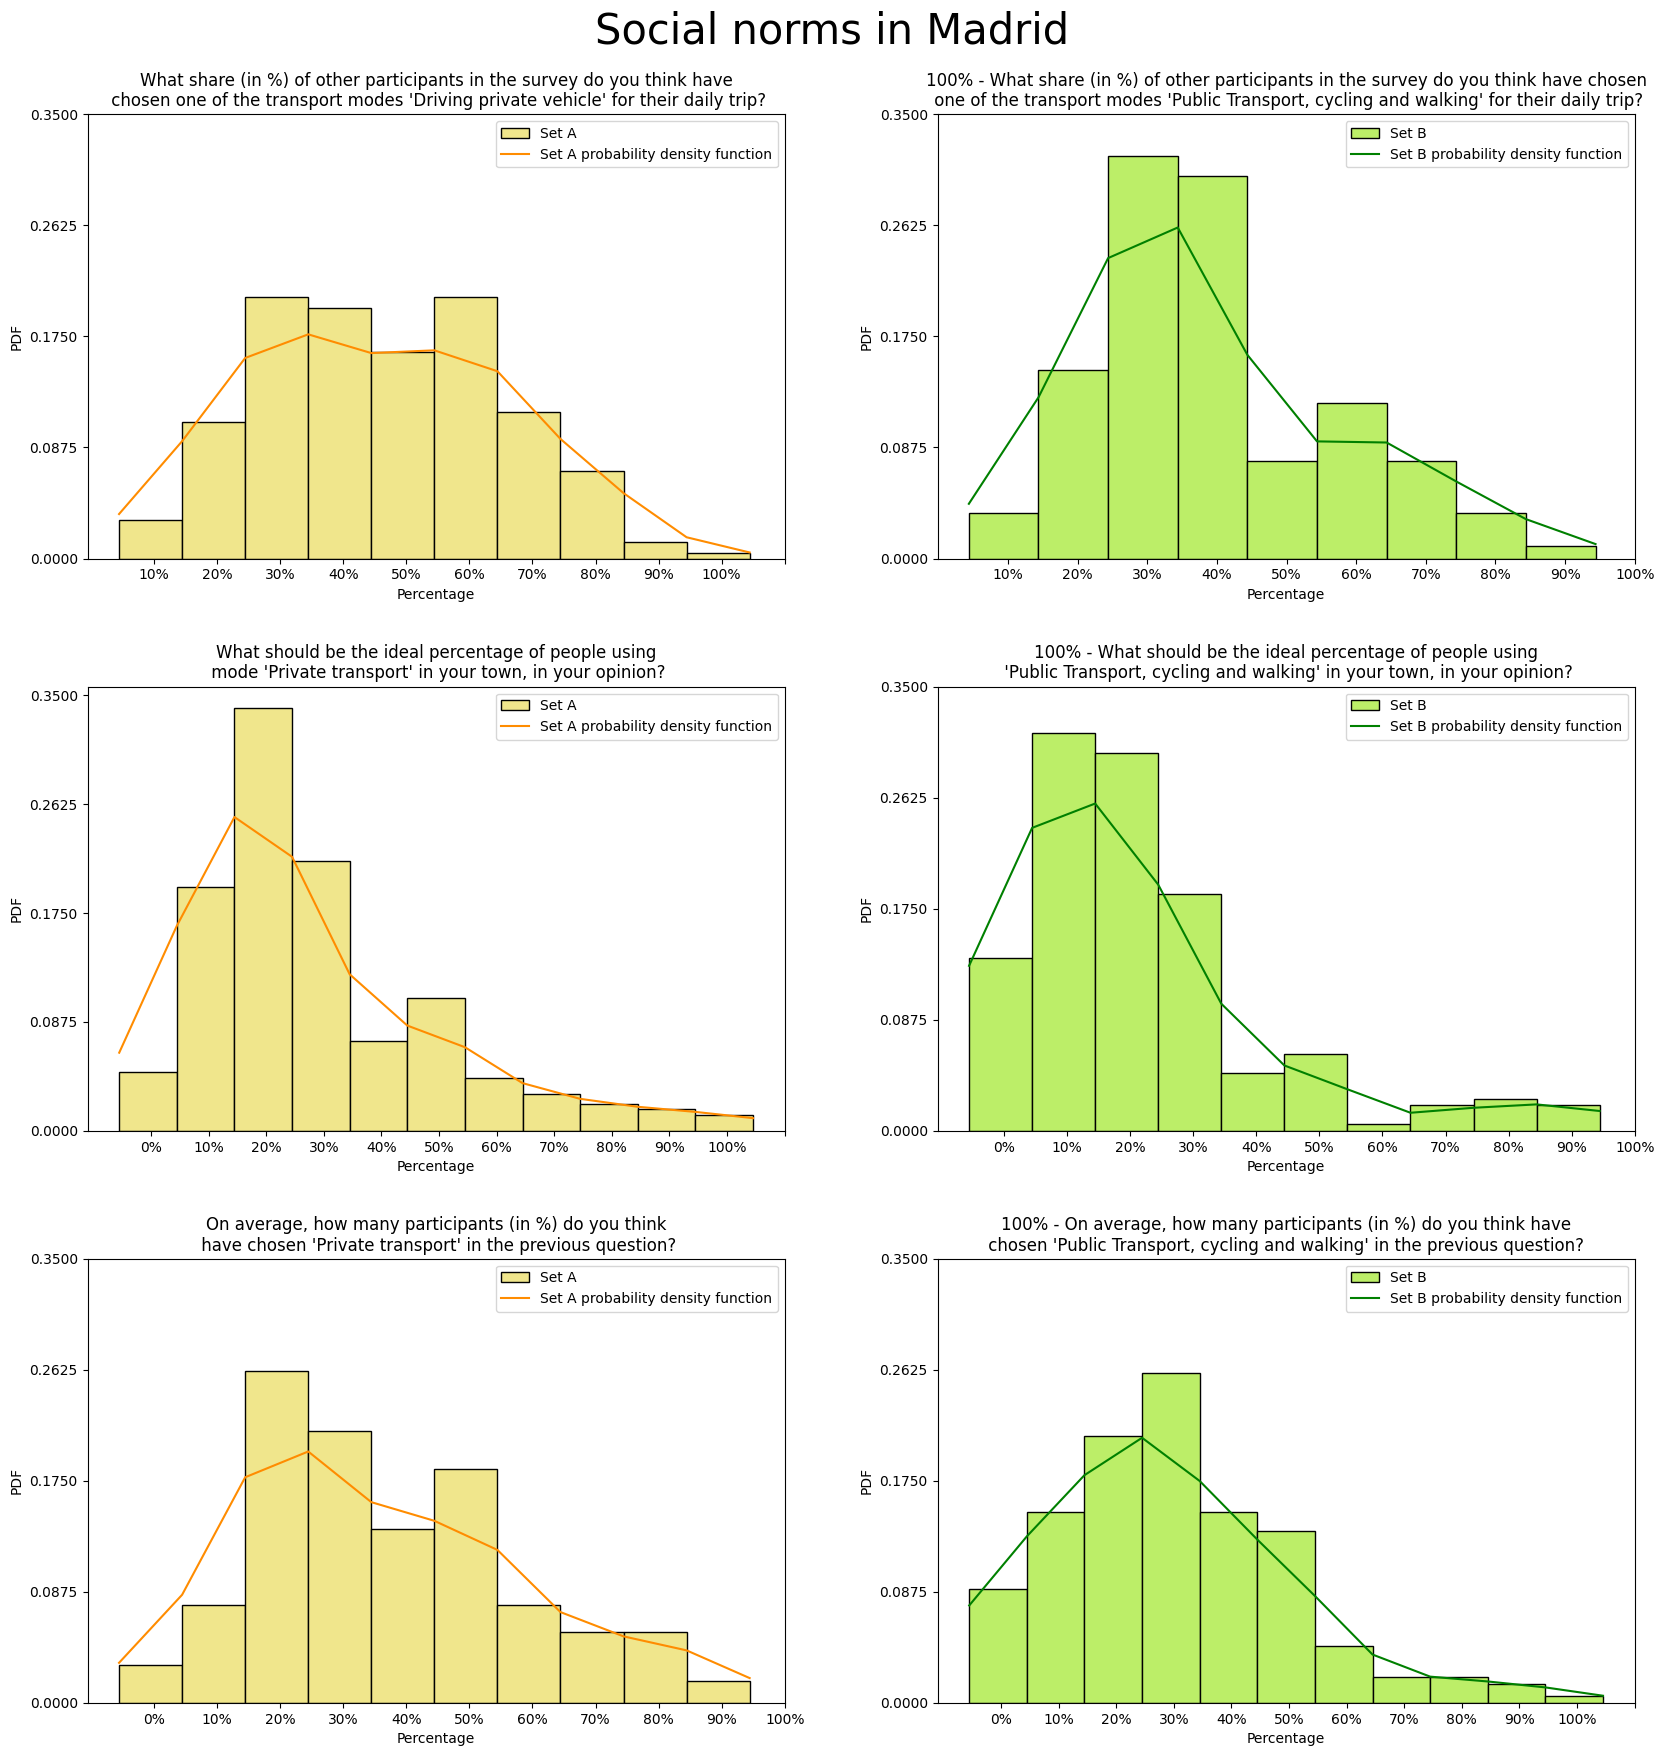 Social norms in Madrid
What share (in %) of other participants in the survey do you think have
chosen one of the transport modes 'Driving private vehicle' for their daily trip?
0.3500
0.2625
0.1750
0.0875
0.0000
PDF
Set A
Set A probability density function
10% 20% 30% 40% 50% 60% 70% 80% 90% 100%
Percentage
100% - What share (in %) of other participants in the survey do you think have chosen
one of the transport modes 'Public Transport, cycling and walking' for their daily trip?
0.3500
0.2625
0.1750
0.0875
0.0000
PDF
Set B
Set B probability density function
10% 20% 30% 40% 50% 60% 70% 80% 90% 100%
Percentage
What should be the ideal percentage of people using
mode 'Private transport' in your town, in your opinion?
0.3500
0.2625
0.1750
0.0875
0.0000
PDF
Set A
Set A probability density function
0% 10% 20% 30% 40% 50% 60% 70% 80% 90% 100%
Percentage
100% - What should be the ideal percentage of people using
'Public Transport, cycling and walking' in your town, in your opinion?
0.3500
0.2625
0.1750
0.0875
0.0000
PDF
Set B
Set B probability density function
0% 10% 20% 30% 40% 50% 60% 70% 80% 90% 100%
Percentage
On average, how many participants (in %) do you think
have chosen 'Private transport' in the previous question?
0.3500
0.2625
0.1750
0.0875
0.0000
PDF
Set A
Set A probability density function
0% 10% 20% 30% 40% 50% 60% 70% 80% 90% 100%
Percentage
100% - On average, how many participants (in %) do you think have
chosen 'Public Transport, cycling and walking' in the previous question?
0.3500
0.2625
0.1750
0.0875
0.0000
PDF
Set B
Set B probability density function
0% 10% 20% 30% 40% 50% 60% 70% 80% 90% 100%
Percentage